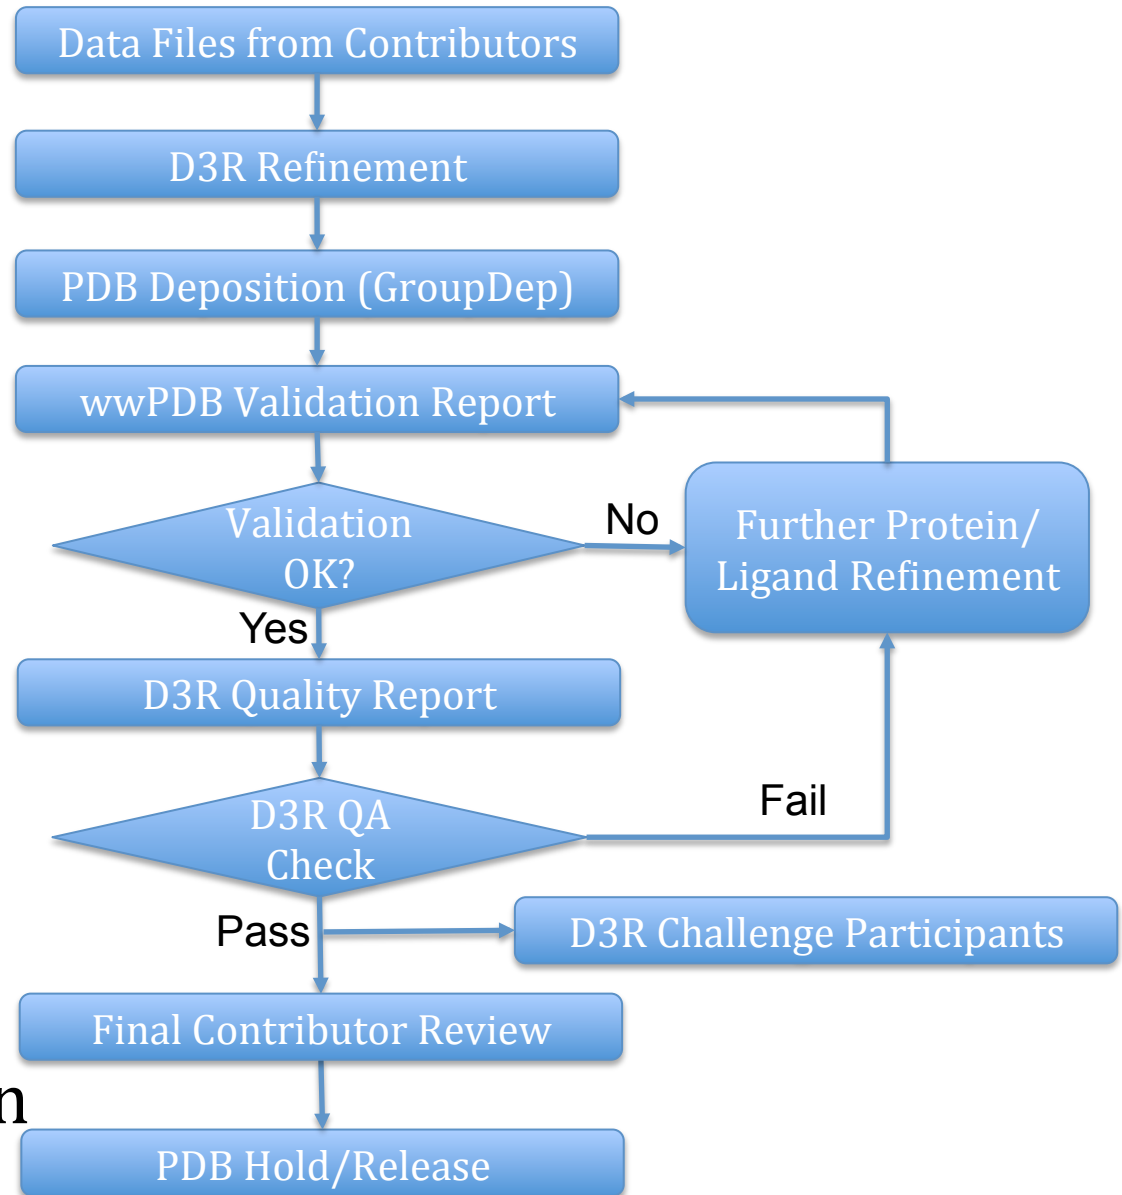 Data Files from Contributors
D3R Refinement
PDB Deposition (GroupDep)
wwPDB Validation Report
Validation
OK?
No
Further Protein/
Ligand Refinement
Yes
D3R Quality Report
D3R QA
Check
Fail
Pass
D3R Challenge Participants
Final Contributor Review
n
PDB Hold/Release